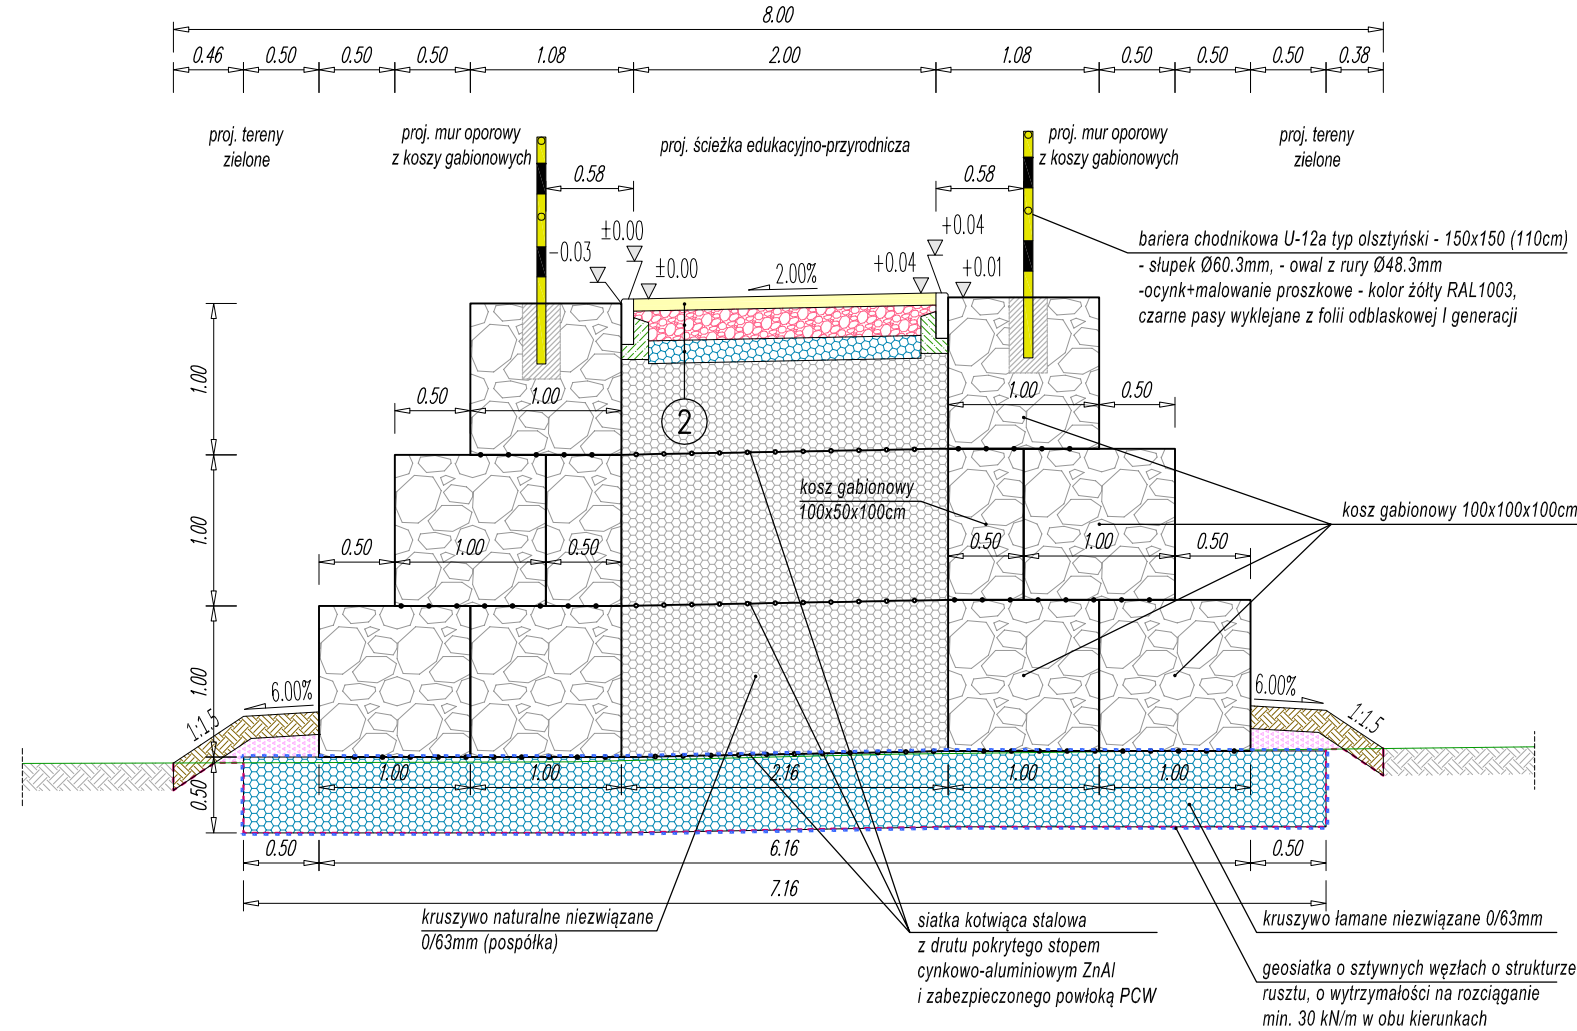 8.00
0.46 0.50 0.50 0.50 1.08 2.00 1.08 0.50 0.50 0.50 0.38
proj. tereny
zielone
proj. mur oporowy
z koszy gabionowych
proj. ścieżka edukacyjno-przyrodnicza
proj. mur oporowy
z koszy gabionowych
proj. tereny
zielone
0.58 0.58
-0.03 ±0.00 ±0.00 2.00% +0.04 +0.04 +0.01
bariera chodnikowa U-12a typ olsztyński - 150x150 (110cm)
- słupek Ø60.3mm, - owal z rury Ø48.3mm
-ocynk+malowanie proszkowe - kolor żółty RAL1003,
czarne pasy wyklejane z folii odblaskowej I generacji
1.00
0.50 1.00 1.00 0.50
2
kosz gabionowy
100x50x100cm
kosz gabionowy 100x100x100cm
1.00
0.50 1.00 0.50 0.50 1.00 0.50
1.00
6.00% 6.00%
1:1.5 1:1.5
0.50
1.00 1.00 2.16 1.00 1.00
0.50 6.16 0.50
7.16
kruszywo naturalne niezwiązane
0/63mm (pospółka)
siatka kotwiąca stalowa
z drutu pokrytego stopem
cynkowo-aluminiowym ZnAl
i zabezpieczonego powłoką PCW
kruszywo łamane niezwiązane 0/63mm
geosiatka o sztywnych węzłach o strukturze
rusztu, o wytrzymałości na rozciąganie
min. 30 kN/m w obu kierunkach